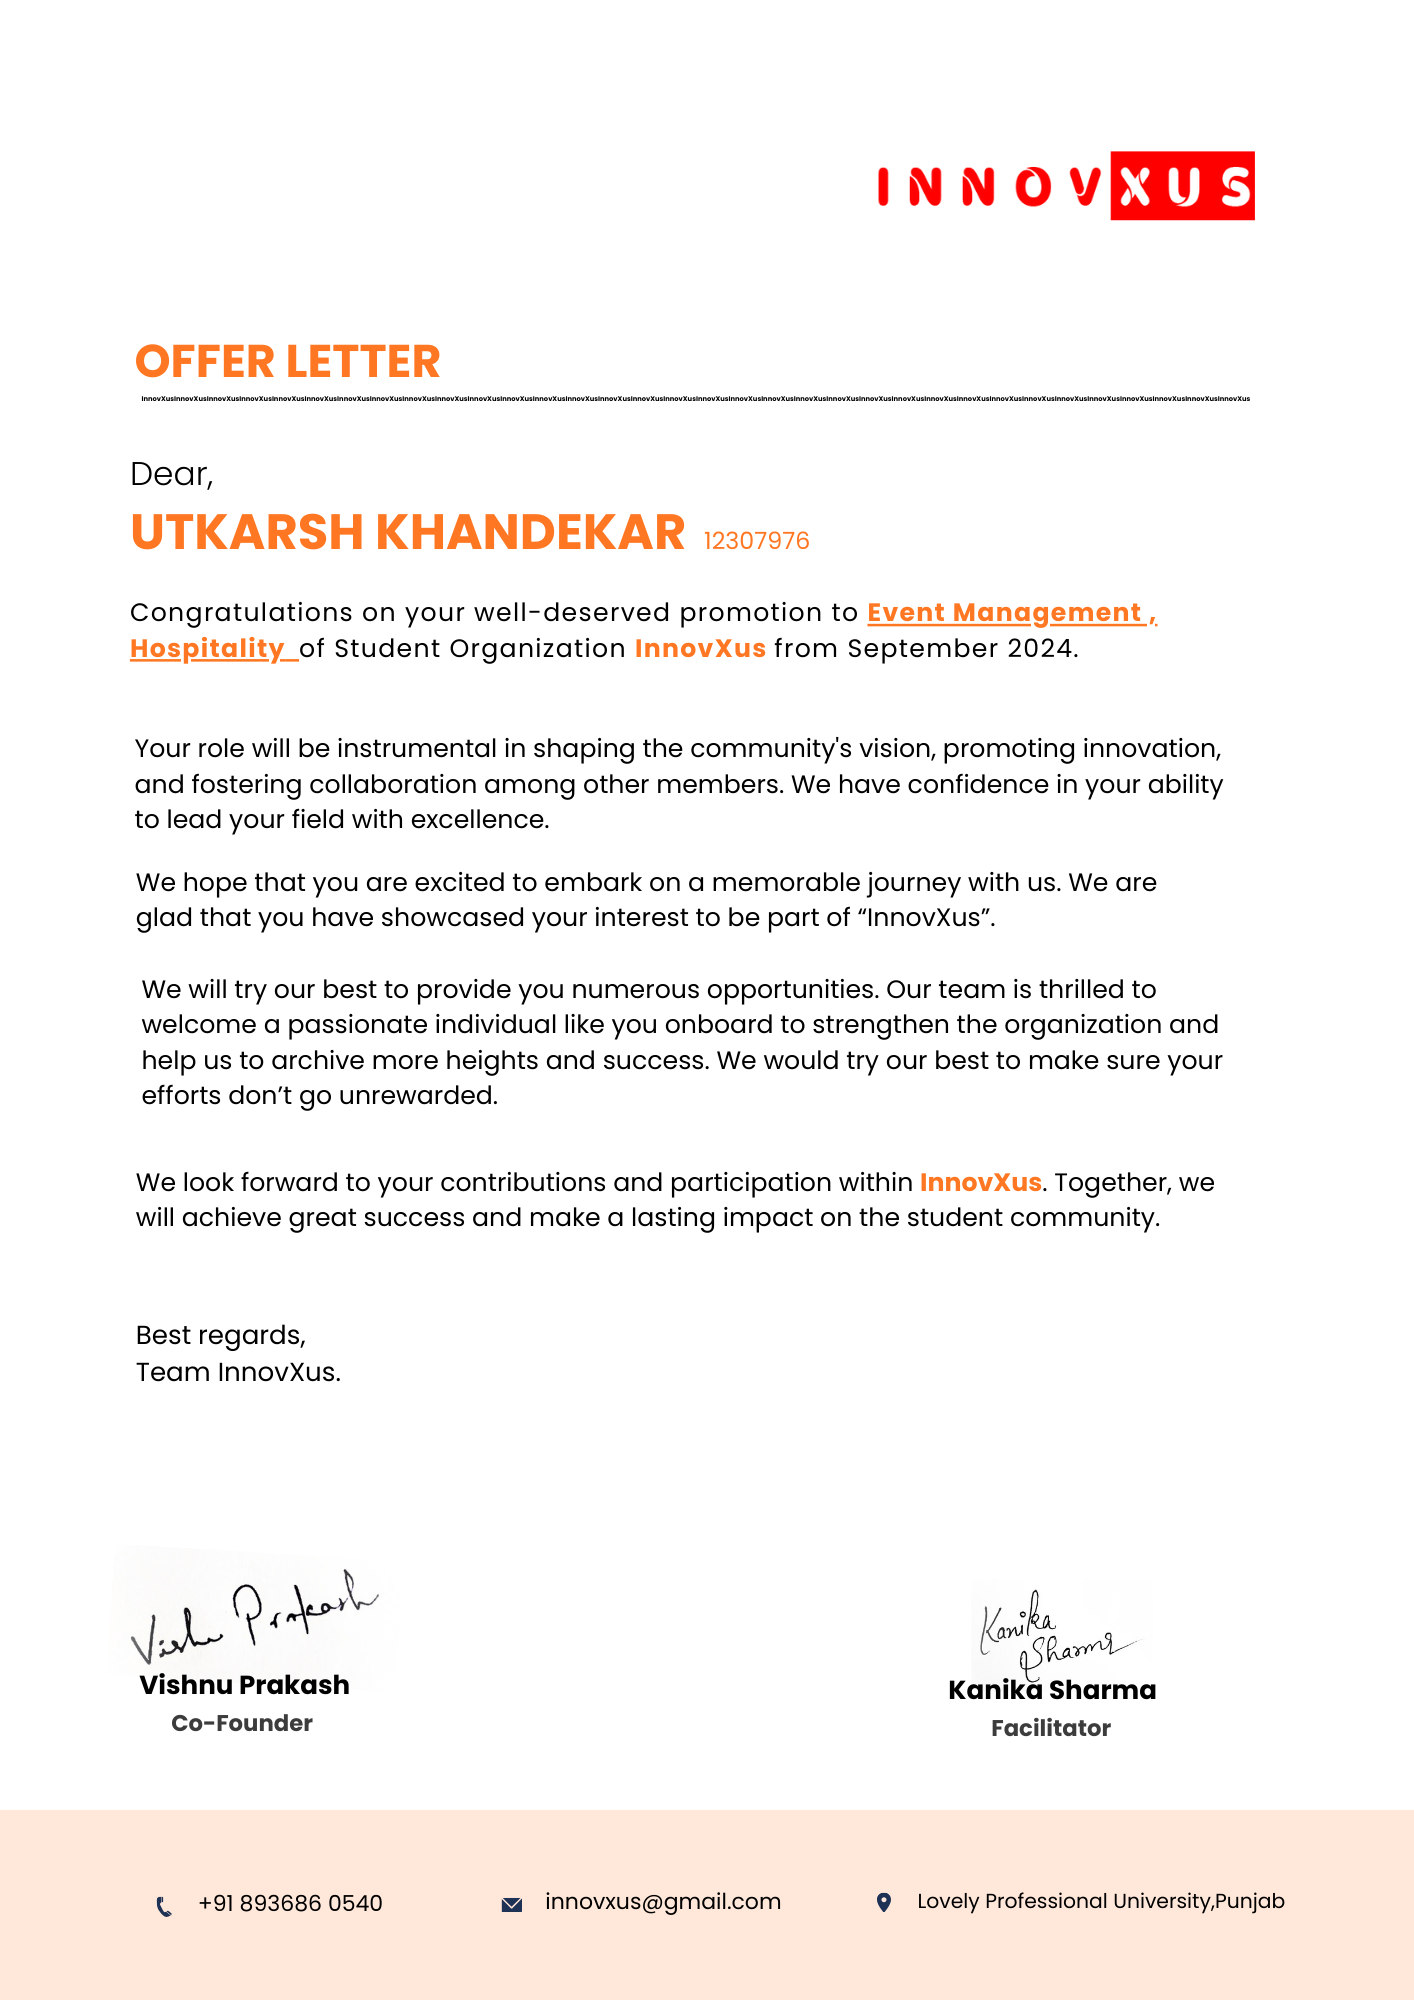 INNOVXUS
OFFER LETTER
InnovXusInnovXusInnovXusInnovXusInnovXusInnovXusInnovXusInnovXusInnovXusInnovXusInnovXusInnovXusInnovXusInnovXusInnovXusInnovXusInnovXusInnovXusInnovXusInnovXusInnovXusInnovXusInnovXusInnovXusInnovXusInnovXusInnovXusInnovXusInnovXusInnovXusInnovXusInnovXusInnovXusInnovXus
Dear,
UTKARSH KHANDEKAR 12307976
Congratulations on your well-deserved promotion to Event Management ,
Hospitality of Student Organization InnovXus from September 2024.
Your role will be instrumental in shaping the community's vision, promoting innovation,
and fostering collaboration among other members. We have confidence in your ability
to lead your field with excellence.
We hope that you are excited to embark on a memorable journey with us. We are
glad that you have showcased your interest to be part of “InnovXus”.
We will try our best to provide you numerous opportunities. Our team is thrilled to
welcome a passionate individual like you onboard to strengthen the organization and
help us to archive more heights and success. We would try our best to make sure your
efforts don’t go unrewarded.
We look forward to your contributions and participation within InnovXus. Together, we
will achieve great success and make a lasting impact on the student community.
Best regards,
Team InnovXus.
Vishnu Prakash
Kanika
Sharma
Vishnu Prakash
Kanika Sharma
Co-Founder
Facilitator
+91 893686 0540
innovxus@gmail.com
Lovely Professional University,Punjab